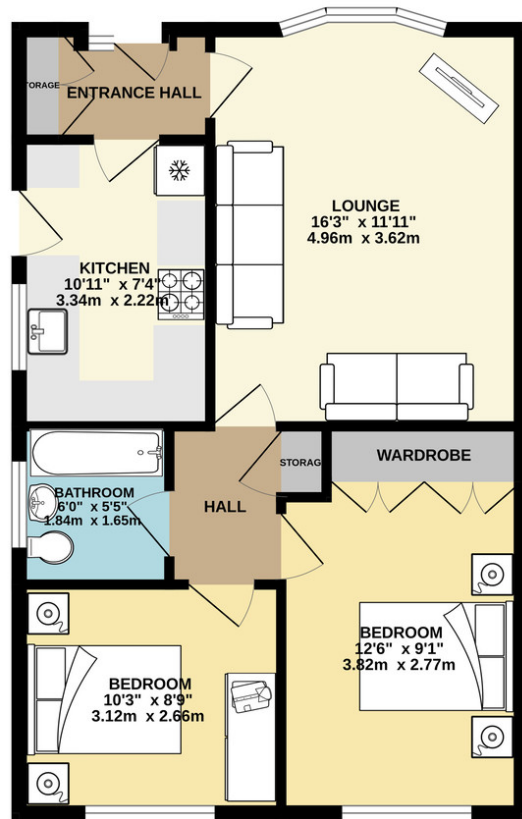 TORAGE
ENTRANCE HALL
LOUNGE
16'3" x 11'11"
4.96m x 3.62m
KITCHEN
10'11" x 7'4"
3.34m x 2.22m
BATHROOM
6'0" x 5'5"
1.84m x 1.65m
HALL
STORAG
WARDROBE
BEDROOM
12'6" x 9'1"
3.82m x 2.77m
BEDROOM
10'3" x 8'9"
3.12m x 2.66m